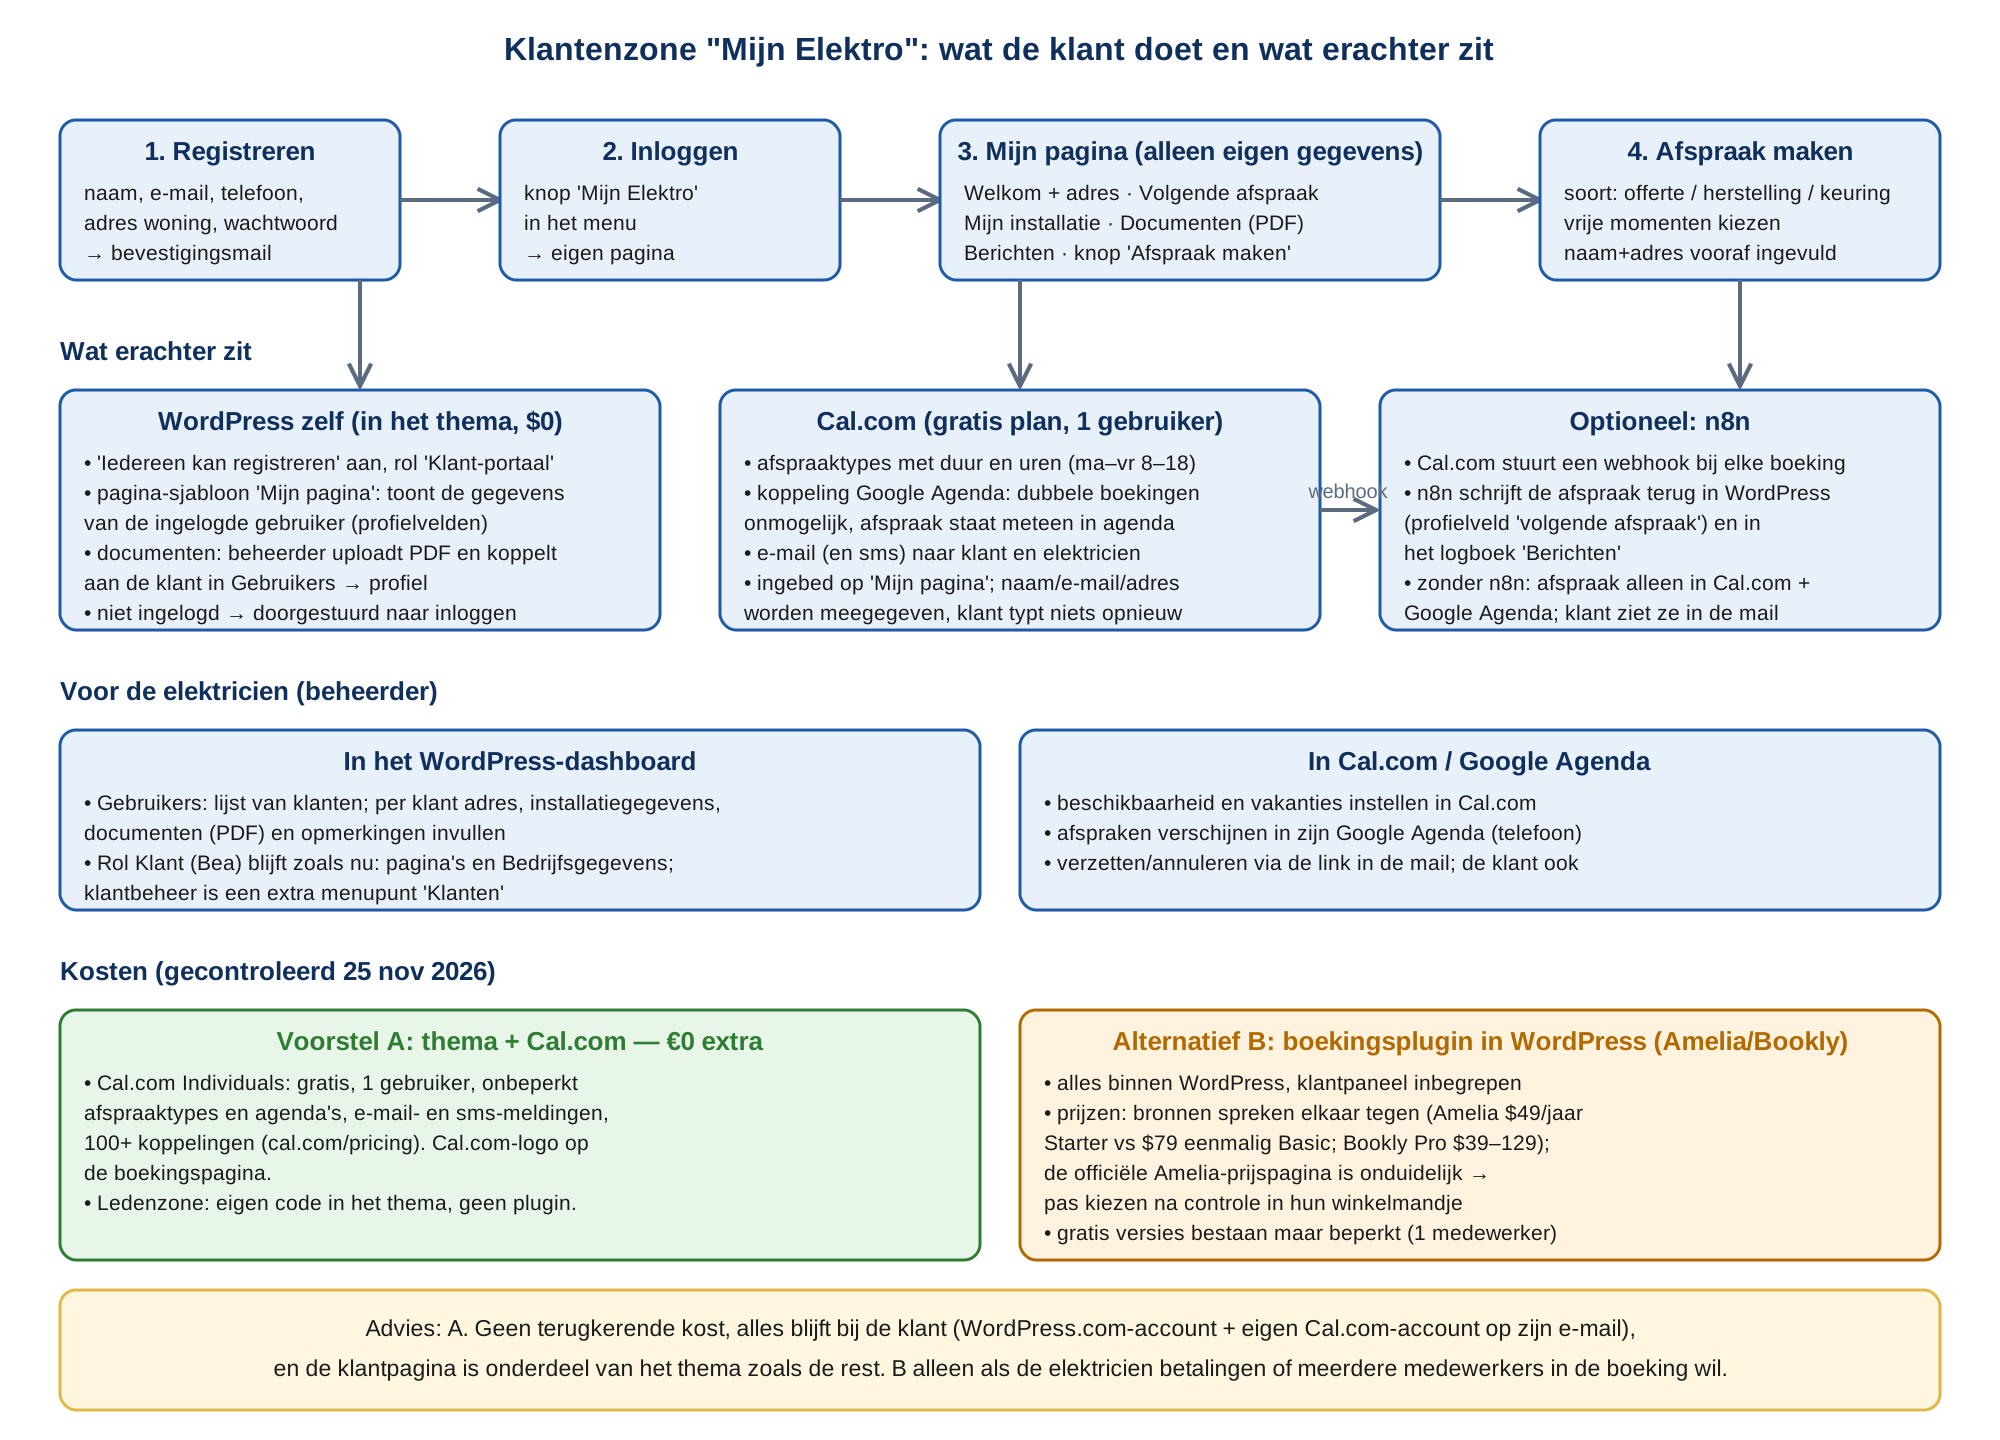 Klantenzone "Mijn Elektro": wat de klant doet en wat erachter zit
1. Registreren
naam, e-mail, telefoon,
adres woning, wachtwoord
→ bevestigingsmail
2. Inloggen
knop 'Mijn Elektro'
in het menu
→ eigen pagina
3. Mijn pagina (alleen eigen gegevens)
Welkom + adres · Volgende afspraak
Mijn installatie · Documenten (PDF)
Berichten · knop 'Afspraak maken'
4. Afspraak maken
soort: offerte / herstelling / keuring
vrije momenten kiezen
naam+adres vooraf ingevuld
Wat erachter zit
WordPress zelf (in het thema, $0)
• 'Iedereen kan registreren' aan, rol 'Klant-portaal'
• pagina-sjabloon 'Mijn pagina': toont de gegevens
van de ingelogde gebruiker (profielvelden)
• documenten: beheerder uploadt PDF en koppelt
aan de klant in Gebruikers → profiel
• niet ingelogd → doorgestuurd naar inloggen
Cal.com (gratis plan, 1 gebruiker)
• afspraaktypes met duur en uren (ma–vr 8–18)
• koppeling Google Agenda: dubbele boekingen
onmogelijk, afspraak staat meteen in agenda
• e-mail (en sms) naar klant en elektricien
• ingebed op 'Mijn pagina'; naam/e-mail/adres
worden meegegeven, klant typt niets opnieuw
webhook
Optioneel: n8n
• Cal.com stuurt een webhook bij elke boeking
• n8n schrijft de afspraak terug in WordPress
(profielveld 'volgende afspraak') en in
het logboek 'Berichten'
• zonder n8n: afspraak alleen in Cal.com +
Google Agenda; klant ziet ze in de mail
Voor de elektricien (beheerder)
In het WordPress-dashboard
• Gebruikers: lijst van klanten; per klant adres, installatiegegevens,
documenten (PDF) en opmerkingen invullen
• Rol Klant (Bea) blijft zoals nu: pagina's en Bedrijfsgegevens;
klantbeheer is een extra menupunt 'Klanten'
In Cal.com / Google Agenda
• beschikbaarheid en vakanties instellen in Cal.com
• afspraken verschijnen in zijn Google Agenda (telefoon)
• verzetten/annuleren via de link in de mail; de klant ook
Kosten (gecontroleerd 25 nov 2026)
Voorstel A: thema + Cal.com — €0 extra
• Cal.com Individuals: gratis, 1 gebruiker, onbeperkt
afspraaktypes en agenda's, e-mail- en sms-meldingen,
100+ koppelingen (cal.com/pricing). Cal.com-logo op
de boekingspagina.
• Ledenzone: eigen code in het thema, geen plugin.
Alternatief B: boekingsplugin in WordPress (Amelia/Bookly)
• alles binnen WordPress, klantpaneel inbegrepen
• prijzen: bronnen spreken elkaar tegen (Amelia $49/jaar
Starter vs $79 eenmalig Basic; Bookly Pro $39–129);
de officiële Amelia-prijspagina is onduidelijk →
pas kiezen na controle in hun winkelmandje
• gratis versies bestaan maar beperkt (1 medewerker)
Advies: A. Geen terugkerende kost, alles blijft bij de klant (WordPress.com-account + eigen Cal.com-account op zijn e-mail),
en de klantpagina is onderdeel van het thema zoals de rest. B alleen als de elektricien betalingen of meerdere medewerkers in de boeking wil.